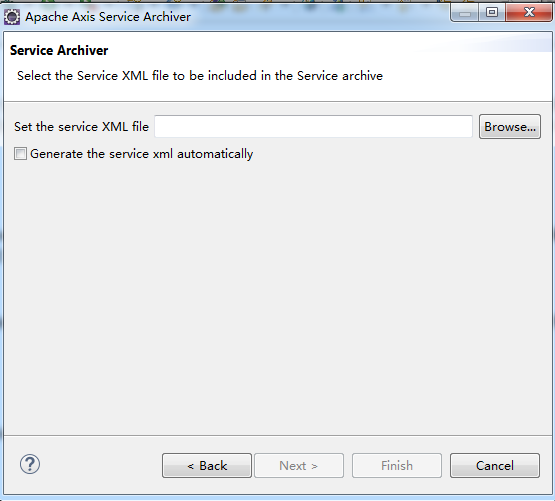 Apache Axis Service Archiver
Service Archiver
Select the Service XML file to be included in the Service archive
Set the service XML file
Browse...
Generate the service xml automatically
?
< Back
Next >
Finish
Cancel